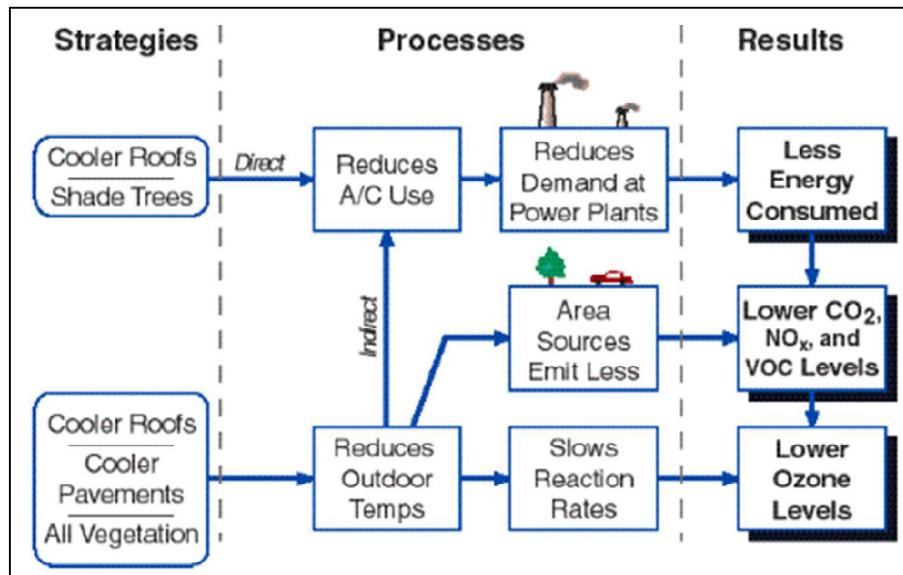 Strategies
Processes
Results
Cooler Roofs
Shade Trees
Direct
Reduces
A/C Use
Reduces
Demand at
Power Plants
Less
Energy
Consumed
Indirect
Area
Sources
Emit Less
Lower CO₂,
NOₓ, and
VOC Levels
Cooler Roofs
Cooler
Pavements
All Vegetation
Reduces
Outdoor
Temps
Slows
Reaction
Rates
Lower
Ozone
Levels